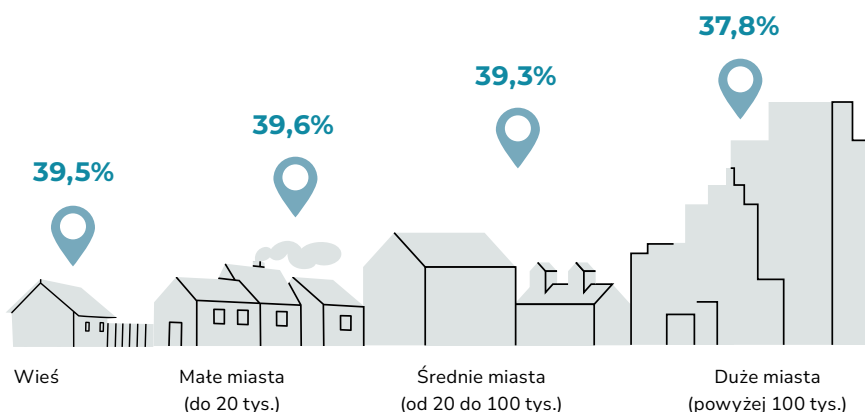 37,8%
39,3%
39,6%
39,5%
Wieś
Małe miasta
(do 20 tys.)
Średnie miasta
(od 20 do 100 tys.)
Duże miasta
(powyżej 100 tys.)